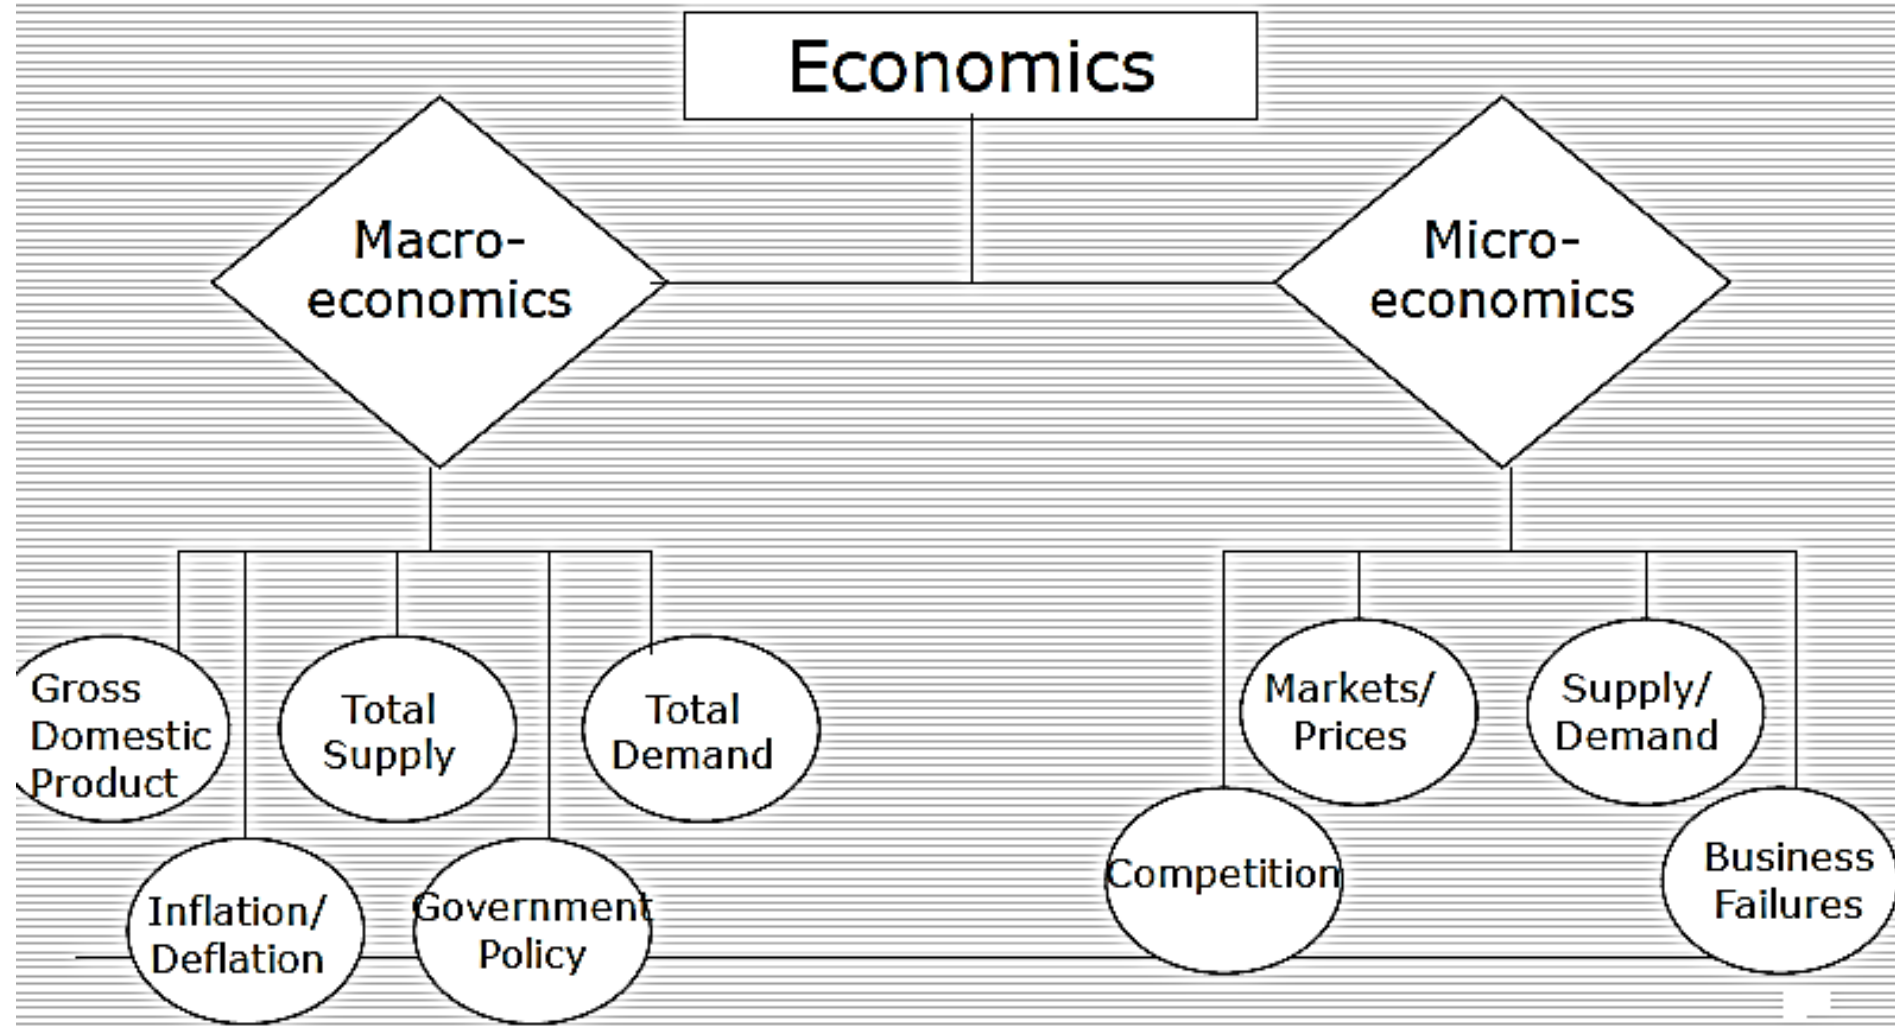 Economics
Macro-
economics
Micro-
economics
Gross
Domestic
Product
Total
Supply
Total
Demand
Markets/
Prices
Supply/
Demand
Inflation/
Deflation
Government
Policy
Competition
Business
Failures